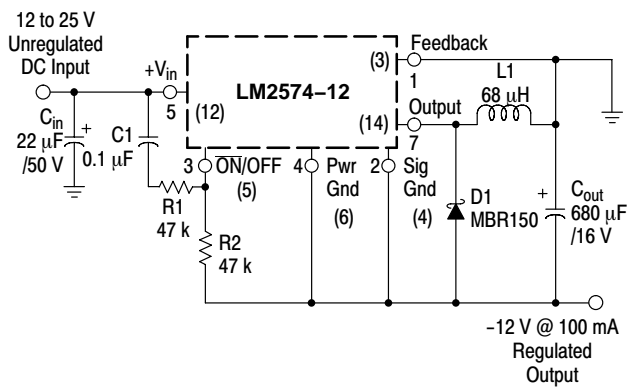 12 to 25 V
Unregulated
DC Input
+Vin
5
(12)
LM2574–12
(3)
Feedback
1
(14)
Output
7
L1
68 μH
Cin
22 μF
/50 V
+
C1
0.1
μF
3
ON/OFF
(5)
4
Pwr
Gnd
(6)
2
Sig
Gnd
(4)
R1
47 k
R2
47 k
D1
MBR150
+
Cout
680 μF
/16 V
–12 V @ 100 mA
Regulated
Output